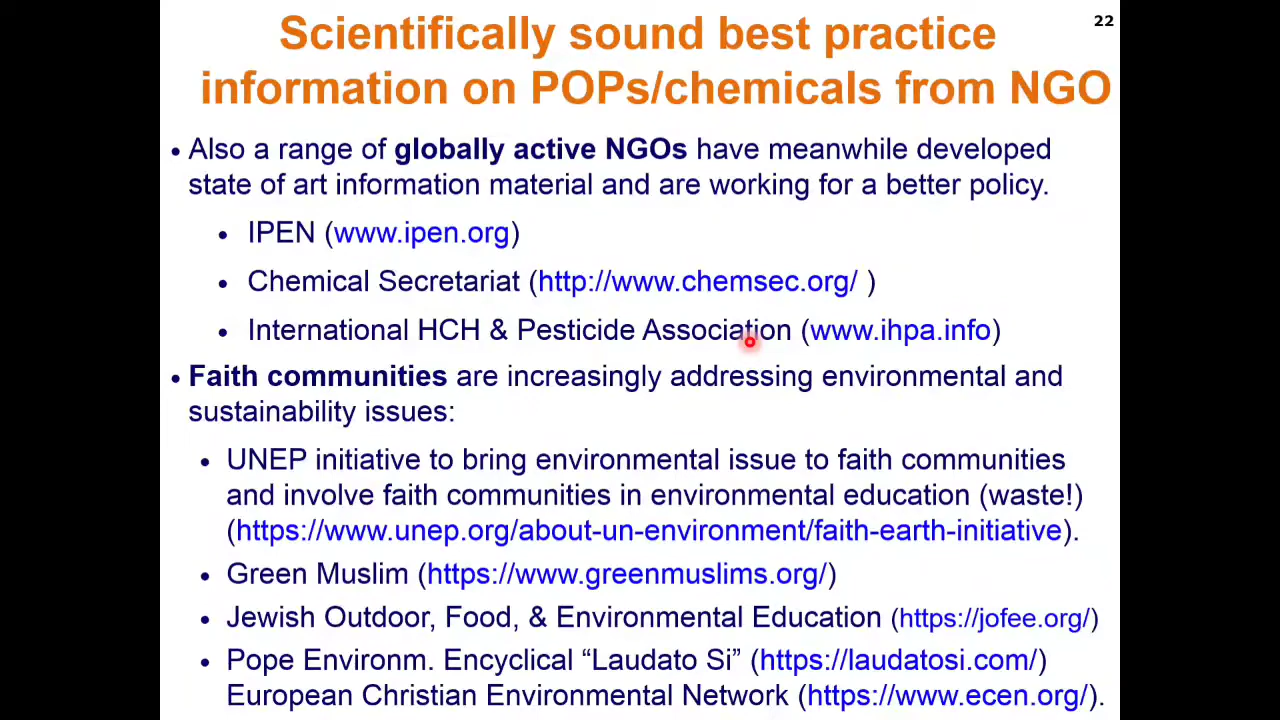 22
Scientifically sound best practice
information on POPs/chemicals from NGO
• Also a range of globally active NGOs have meanwhile developed
state of art information material and are working for a better policy.
• IPEN (www.ipen.org)
• Chemical Secretariat (http://www.chemsec.org/ )
• International HCH & Pesticide Association (www.ihpa.info)
• Faith communities are increasingly addressing environmental and
sustainability issues:
• UNEP initiative to bring environmental issue to faith communities
and involve faith communities in environmental education (waste!)
(https://www.unep.org/about-un-environment/faith-earth-initiative).
• Green Muslim (https://www.greenmuslims.org/)
• Jewish Outdoor, Food, & Environmental Education (https://jofee.org/)
• Pope Environm. Encyclical “Laudato Si” (https://laudatosi.com/)
European Christian Environmental Network (https://www.ecen.org/).